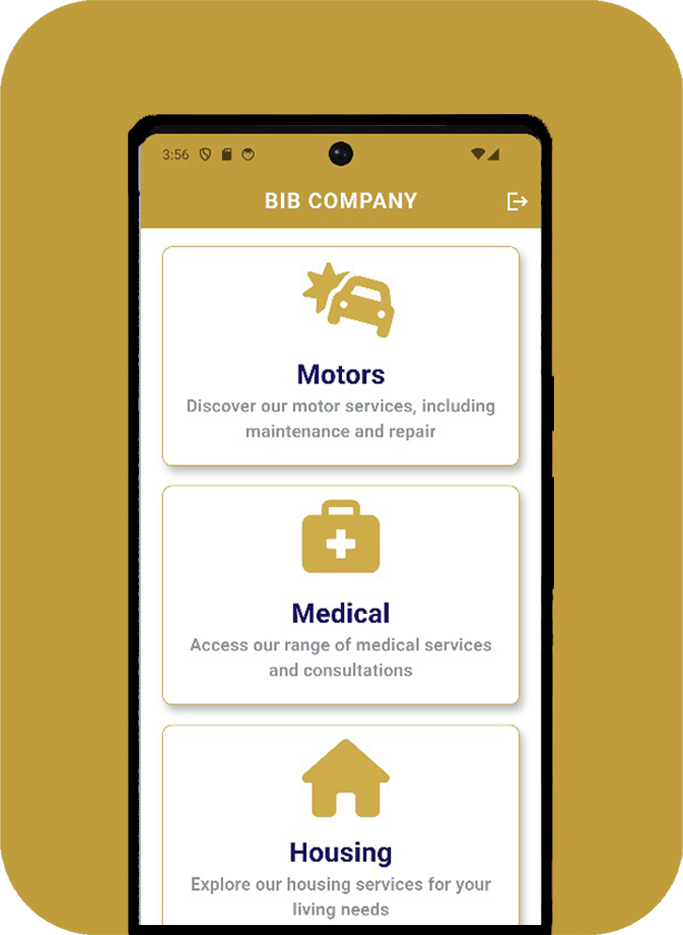 3:56
BIB COMPANY
Motors
Discover our motor services, including
maintenance and repair
Medical
Access our range of medical services
and consultations
Housing
Explore our housing services for your
living needs